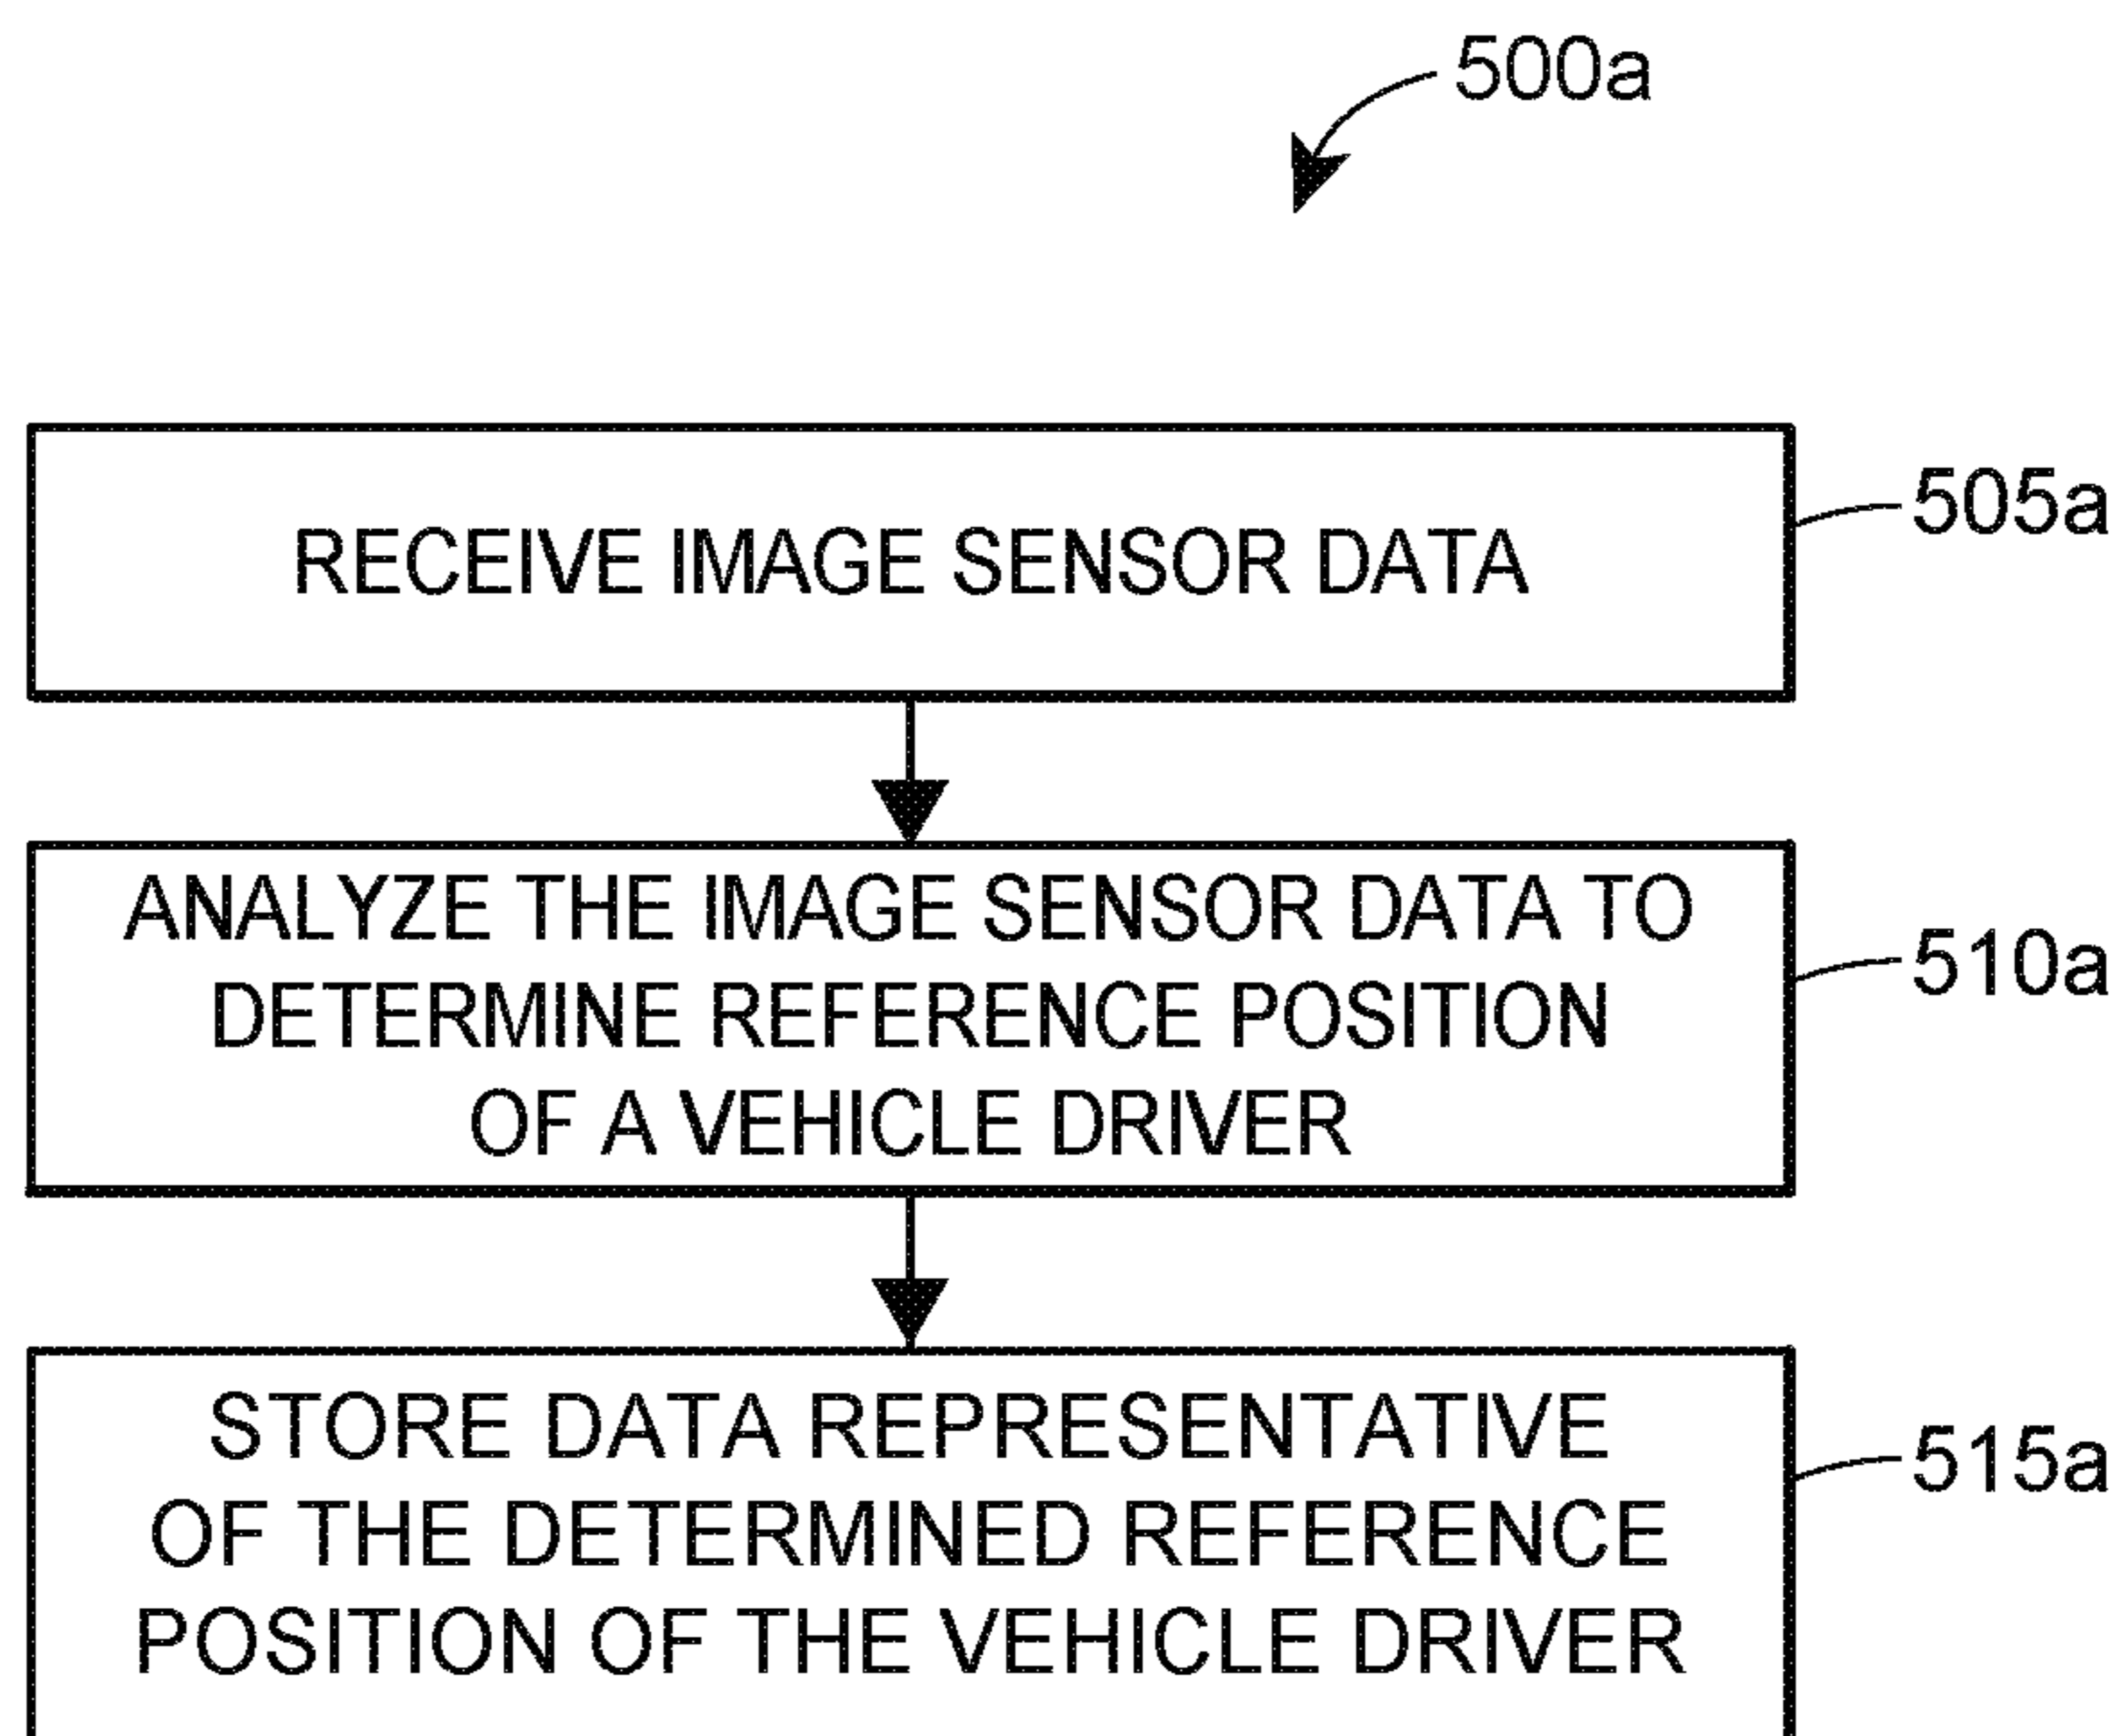 500a
RECEIVE IMAGE SENSOR DATA
505a
ANALYZE THE IMAGE SENSOR DATA TO
DETERMINE REFERENCE POSITION
OF A VEHICLE DRIVER
510a
STORE DATA REPRESENTATIVE
OF THE DETERMINED REFERENCE
POSITION OF THE VEHICLE DRIVER
515a